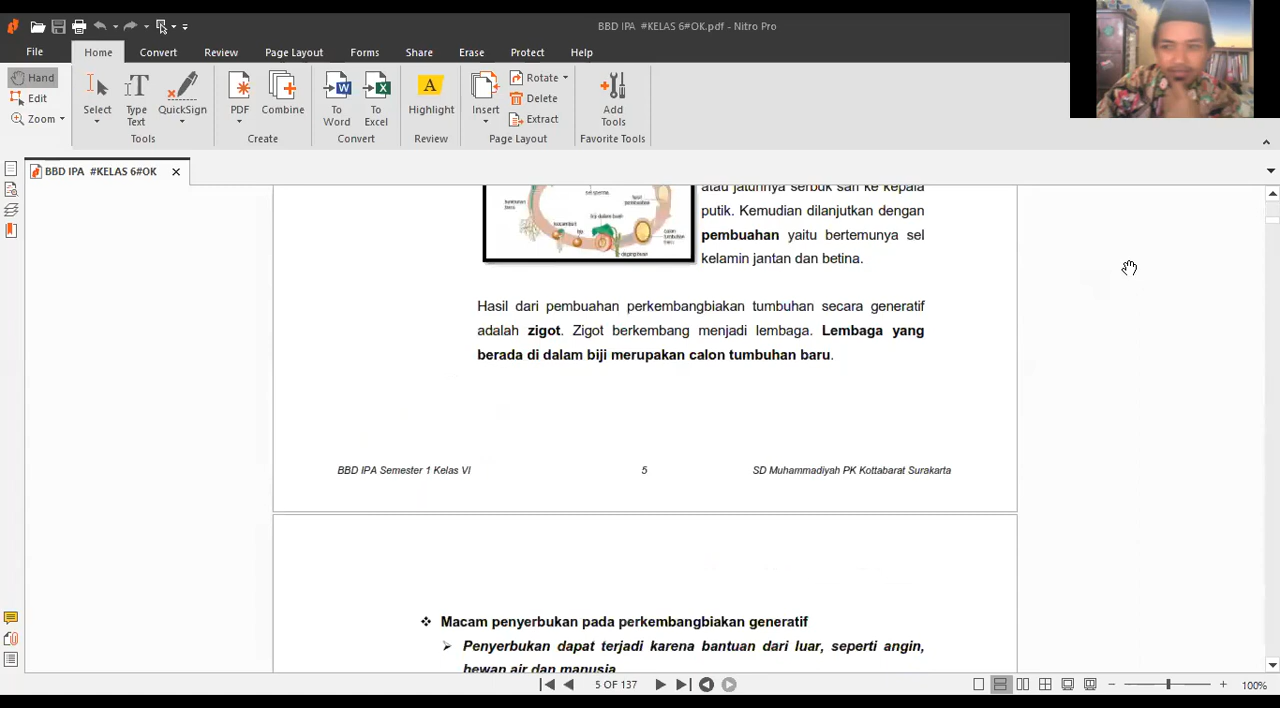 BBD IPA #KELAS 6#OK.pdf - Nitro Pro
File Home Convert Review Page Layout Forms Share Erase Protect Help
Hand
Edit
Zoom
Select
Type Text
QuickSign
Tools
PDF
Combine
Create
To Word
To Excel
Convert
Highlight
Review
Insert
Rotate
Delete
Extract
Page Layout
Add Tools
Favorite Tools
BBD IPA #KELAS 6#OK
sel sperma
biji dalam buah
biji
atau jatuhnya serbuk sari ke kepala
putik. Kemudian dilanjutkan dengan
pembuahan yaitu bertemunya sel
kelamin jantan dan betina.
Hasil dari pembuahan perkembangbiakan tumbuhan secara generatif
adalah zigot. Zigot berkembang menjadi lembaga. Lembaga yang
berada di dalam biji merupakan calon tumbuhan baru.
BBD IPA Semester 1 Kelas VI 5 SD Muhammadiyah PK Kottabarat Surakarta
❖ Macam penyerbukan pada perkembangbiakan generatif
➢ Penyerbukan dapat terjadi karena bantuan dari luar, seperti angin,
hewan air dan manusia
5 OF 137
100%